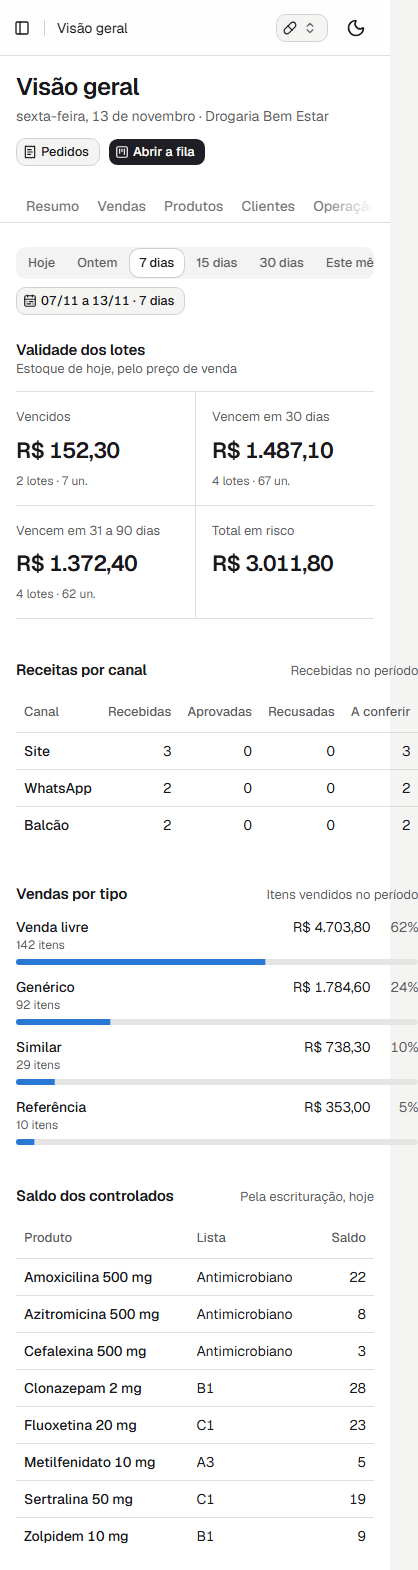 Visão geral
Visão geral
sexta-feira, 13 de novembro · Drogaria Bem Estar
Pedidos Abrir a fila
Resumo Vendas Produtos Clientes Operaçã
Hoje Ontem 7 dias 15 dias 30 dias Este mê
07/11 a 13/11 · 7 dias
Validade dos lotes
Estoque de hoje, pelo preço de venda
Vencidos
R$ 152,30
2 lotes · 7 un.
Vencem em 30 dias
R$ 1.487,10
4 lotes · 67 un.
Vencem em 31 a 90 dias
R$ 1.372,40
4 lotes · 62 un.
Total em risco
R$ 3.011,80
Receitas por canal Recebidas no período
Canal Recebidas Aprovadas Recusadas A conferir
Site 3 0 0 3
WhatsApp 2 0 0 2
Balcão 2 0 0 2
Vendas por tipo Itens vendidos no período
Venda livre R$ 4.703,80 62%
142 itens
Genérico R$ 1.784,60 24%
92 itens
Similar R$ 738,30 10%
29 itens
Referência R$ 353,00 5%
10 itens
Saldo dos controlados Pela escrituração, hoje
Produto Lista Saldo
Amoxicilina 500 mg Antimicrobiano 22
Azitromicina 500 mg Antimicrobiano 8
Cefalexina 500 mg Antimicrobiano 3
Clonazepam 2 mg B1 28
Fluoxetina 20 mg C1 23
Metilfenidato 10 mg A3 5
Sertralina 50 mg C1 19
Zolpidem 10 mg B1 9